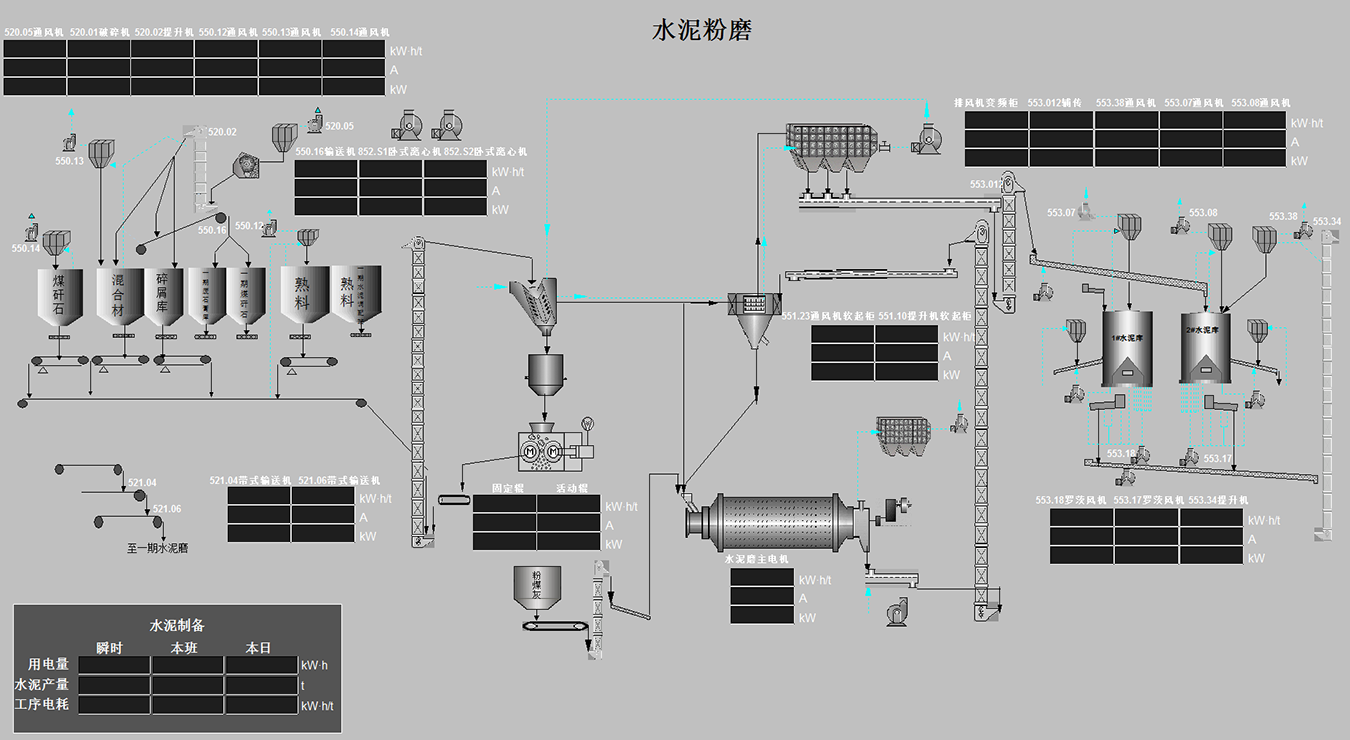 水泥粉磨
520.05通风机 520.01破碎机 520.02提升机 550.12通风机 550.13通风机 550.14通风机
kW·h/t
A
kW
排风机变频柜 553.012辅传 553.38通风机 553.07通风机 553.08通风机
kW·h/t
A
kW
520.02
520.05
550.13
550.16输送机 852.S1卧式离心机 852.S2卧式离心机
kW·h/t
A
kW
550.14
550.16
550.12
553.012
553.07
553.08
553.38
553.34
煤矸石
混合材
碎屑库
一期煤矸石
熟料
熟料
551.23通风机软起柜 551.10提升机软起柜
kW·h/t
A
kW
1#水泥库
2#水泥库
M
M
521.04
521.06
至一期水泥磨
521.04带式输送机 521.06带式输送机
kW·h/t
A
kW
固定辊 活动辊
kW·h/t
A
kW
553.18
553.17
553.18罗茨风机 553.17罗茨风机 553.34提升机
kW·h/t
A
kW
水泥磨主电机
kW·h/t
A
kW
粉煤灰
水泥制备
瞬时 本班 本日
用电量 kW·h
水泥产量 t
工序电耗 kW·h/t